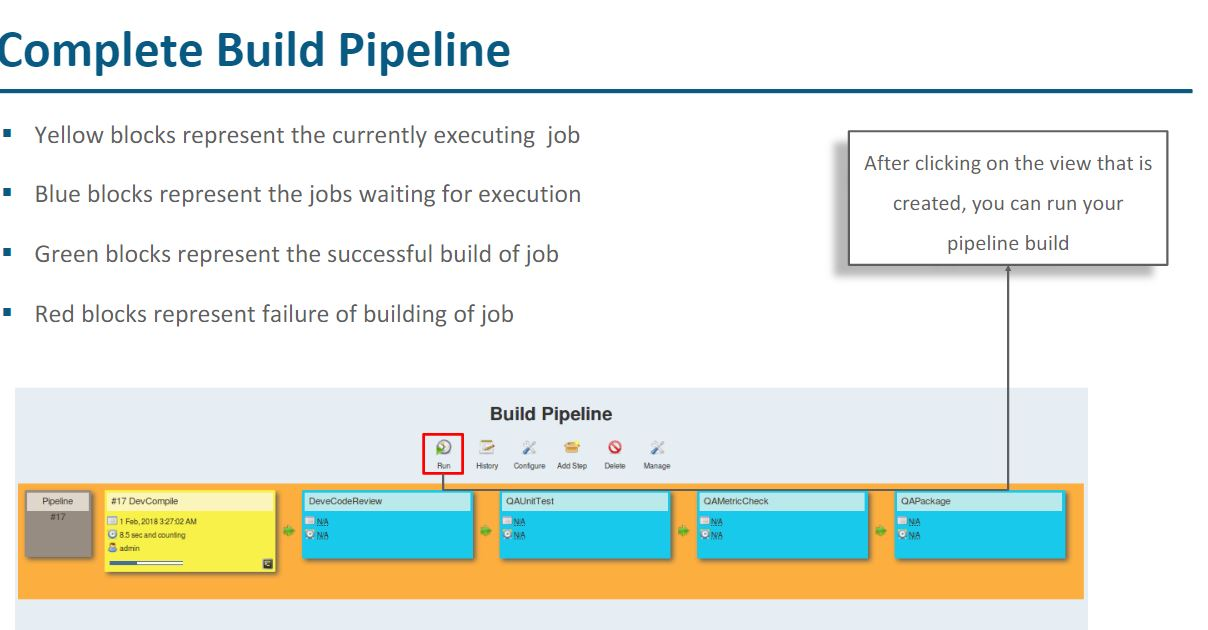 Complete Build Pipeline
Yellow blocks represent the currently executing job
Blue blocks represent the jobs waiting for execution
Green blocks represent the successful build of job
Red blocks represent failure of building of job
After clicking on the view that is
created, you can run your
pipeline build
Build Pipeline
Run
History
Configure
Add Step
Delete
Manage
Pipeline
#17
#17 DevCompile
1 Feb, 2018 3:27:02 AM
8.5 sec and counting
admin
DeveCodeReview
N/A
N/A
QAUnitTest
N/A
N/A
QAMetricCheck
N/A
N/A
QAPackage
N/A
N/A